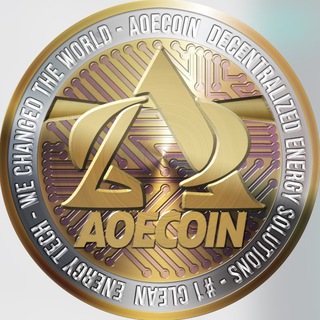 WE CHANGED THE WORLD - AOECOIN DECENTRALIZED ENERGY SOLUTIONS - #1 CLEAN ENERGY TECH -
AOECOIN